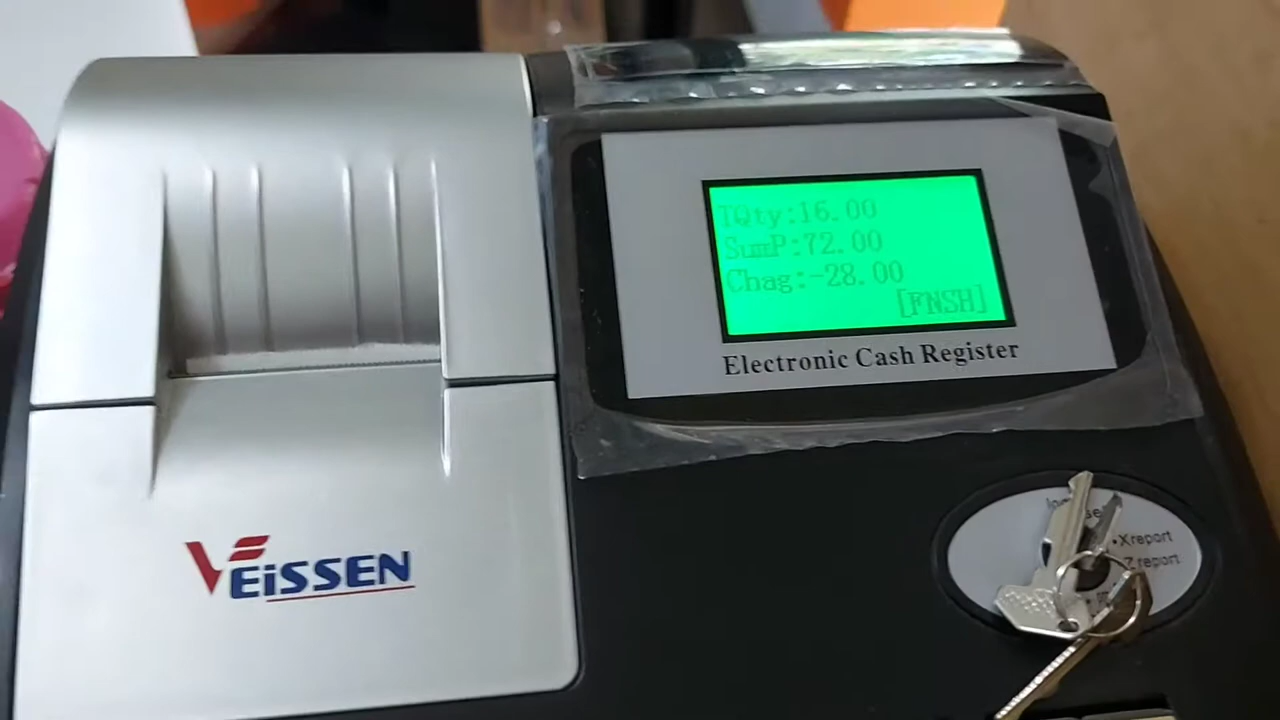 TQty:16.00
SumP:72.00
Chag:-28.00
[FNSH]
Electronic Cash Register
VEiSSEN
•Xreport
Z report